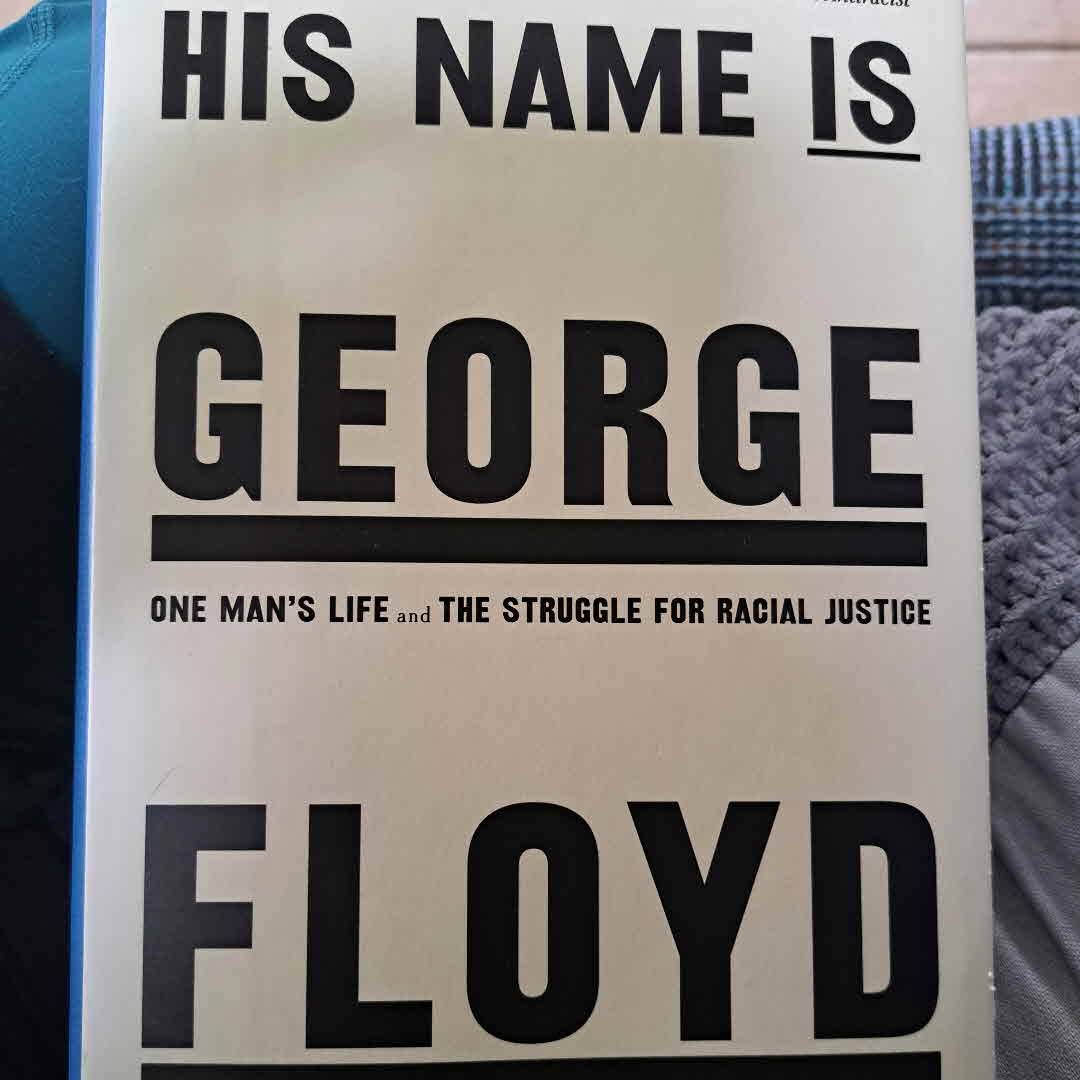 HIS NAME IS
GEORGE
ONE MAN'S LIFE and THE STRUGGLE FOR RACIAL JUSTICE
FLOYD